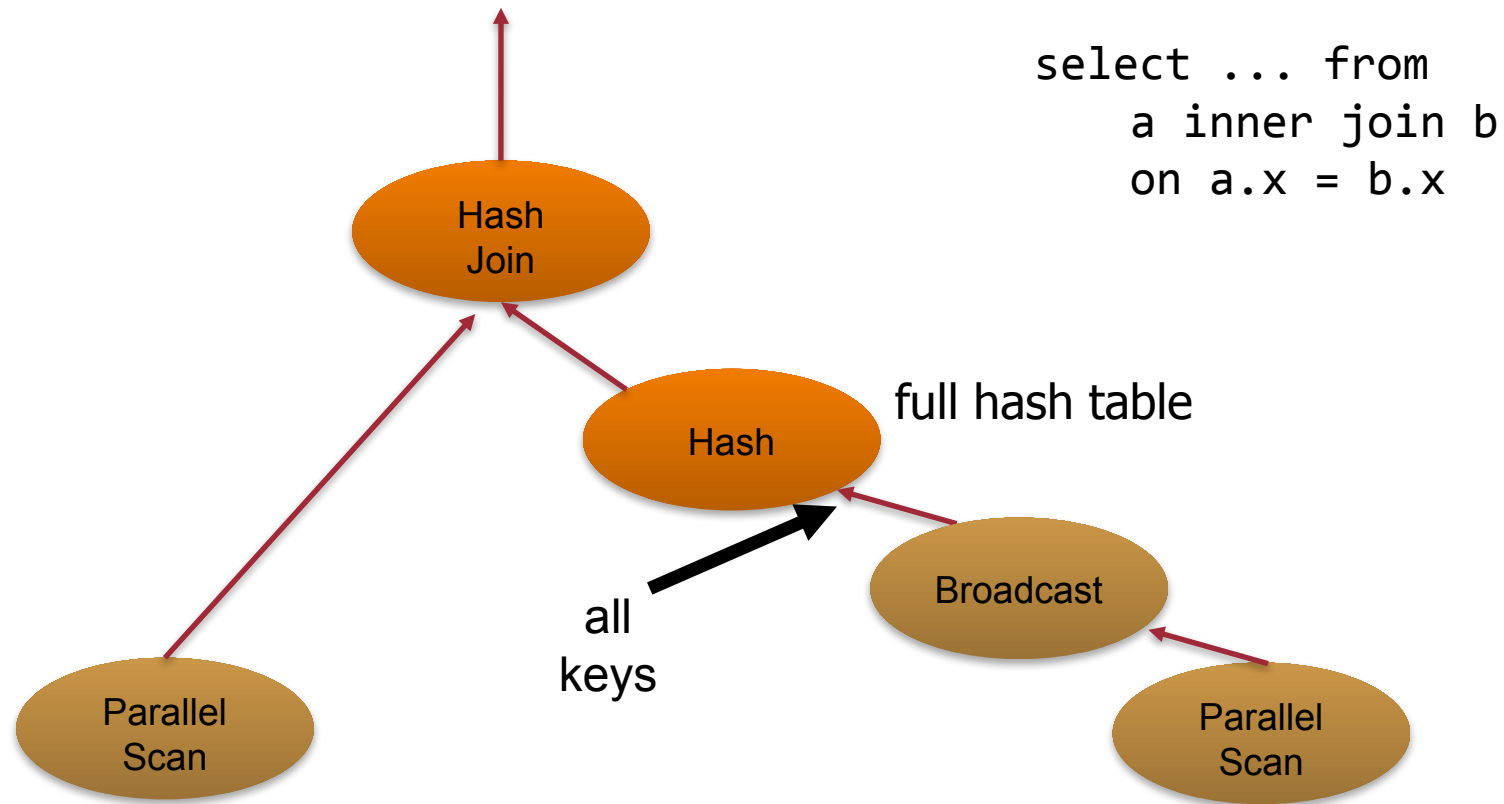 select ... from
a inner join b
on a.x = b.x
Hash
Join
Hash
full hash table
Broadcast
all
keys
Parallel
Scan
Parallel
Scan